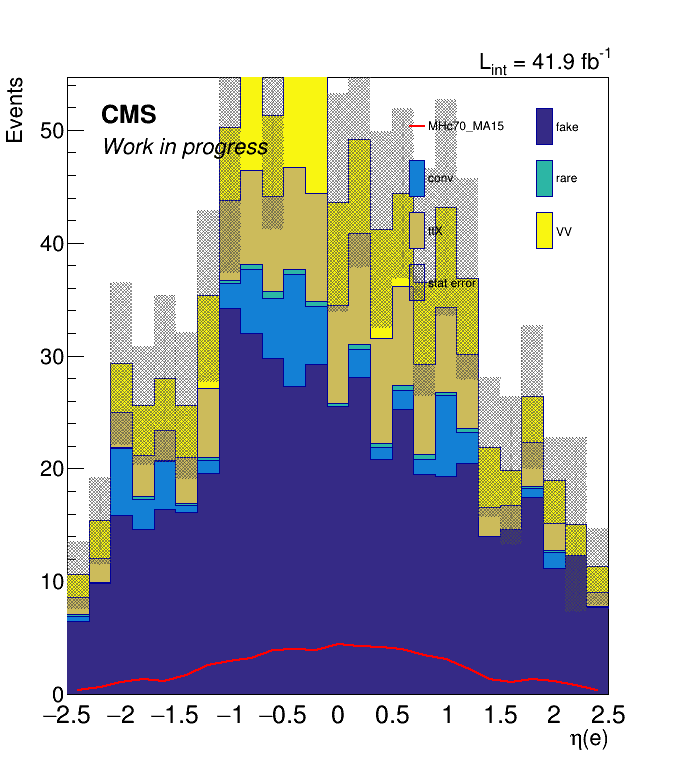 L_int = 41.9 fb^-1
Events
CMS
Work in progress
MHc70_MA15
fake
conv
rare
ttX
VV
stat error
50
40
30
20
10
0
−2.5 −2 −1.5 −1 −0.5 0 0.5 1 1.5 2 2.5
η(e)